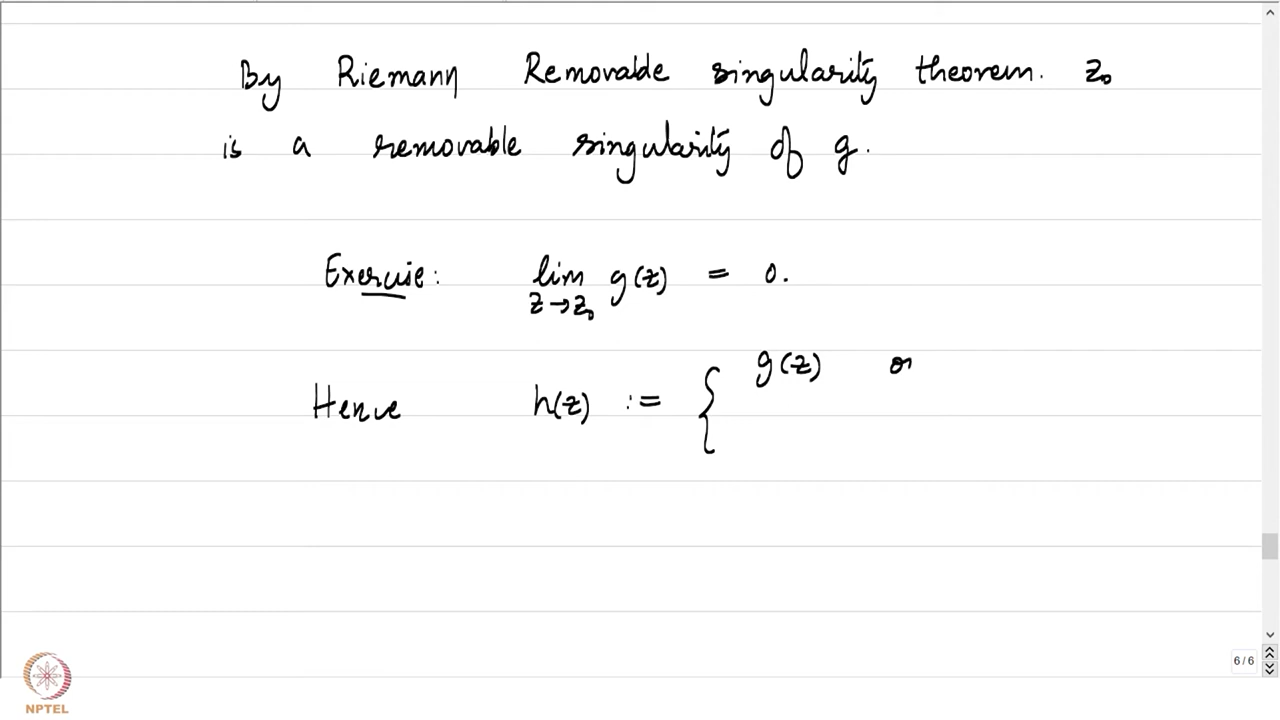 By Riemann Removable singularity theorem. z₀
is a removable singularity of g.
Exercise: lim g(z) = 0.
z→z₀
g(z) on
Hence h(z) := {
6/6
NPTEL